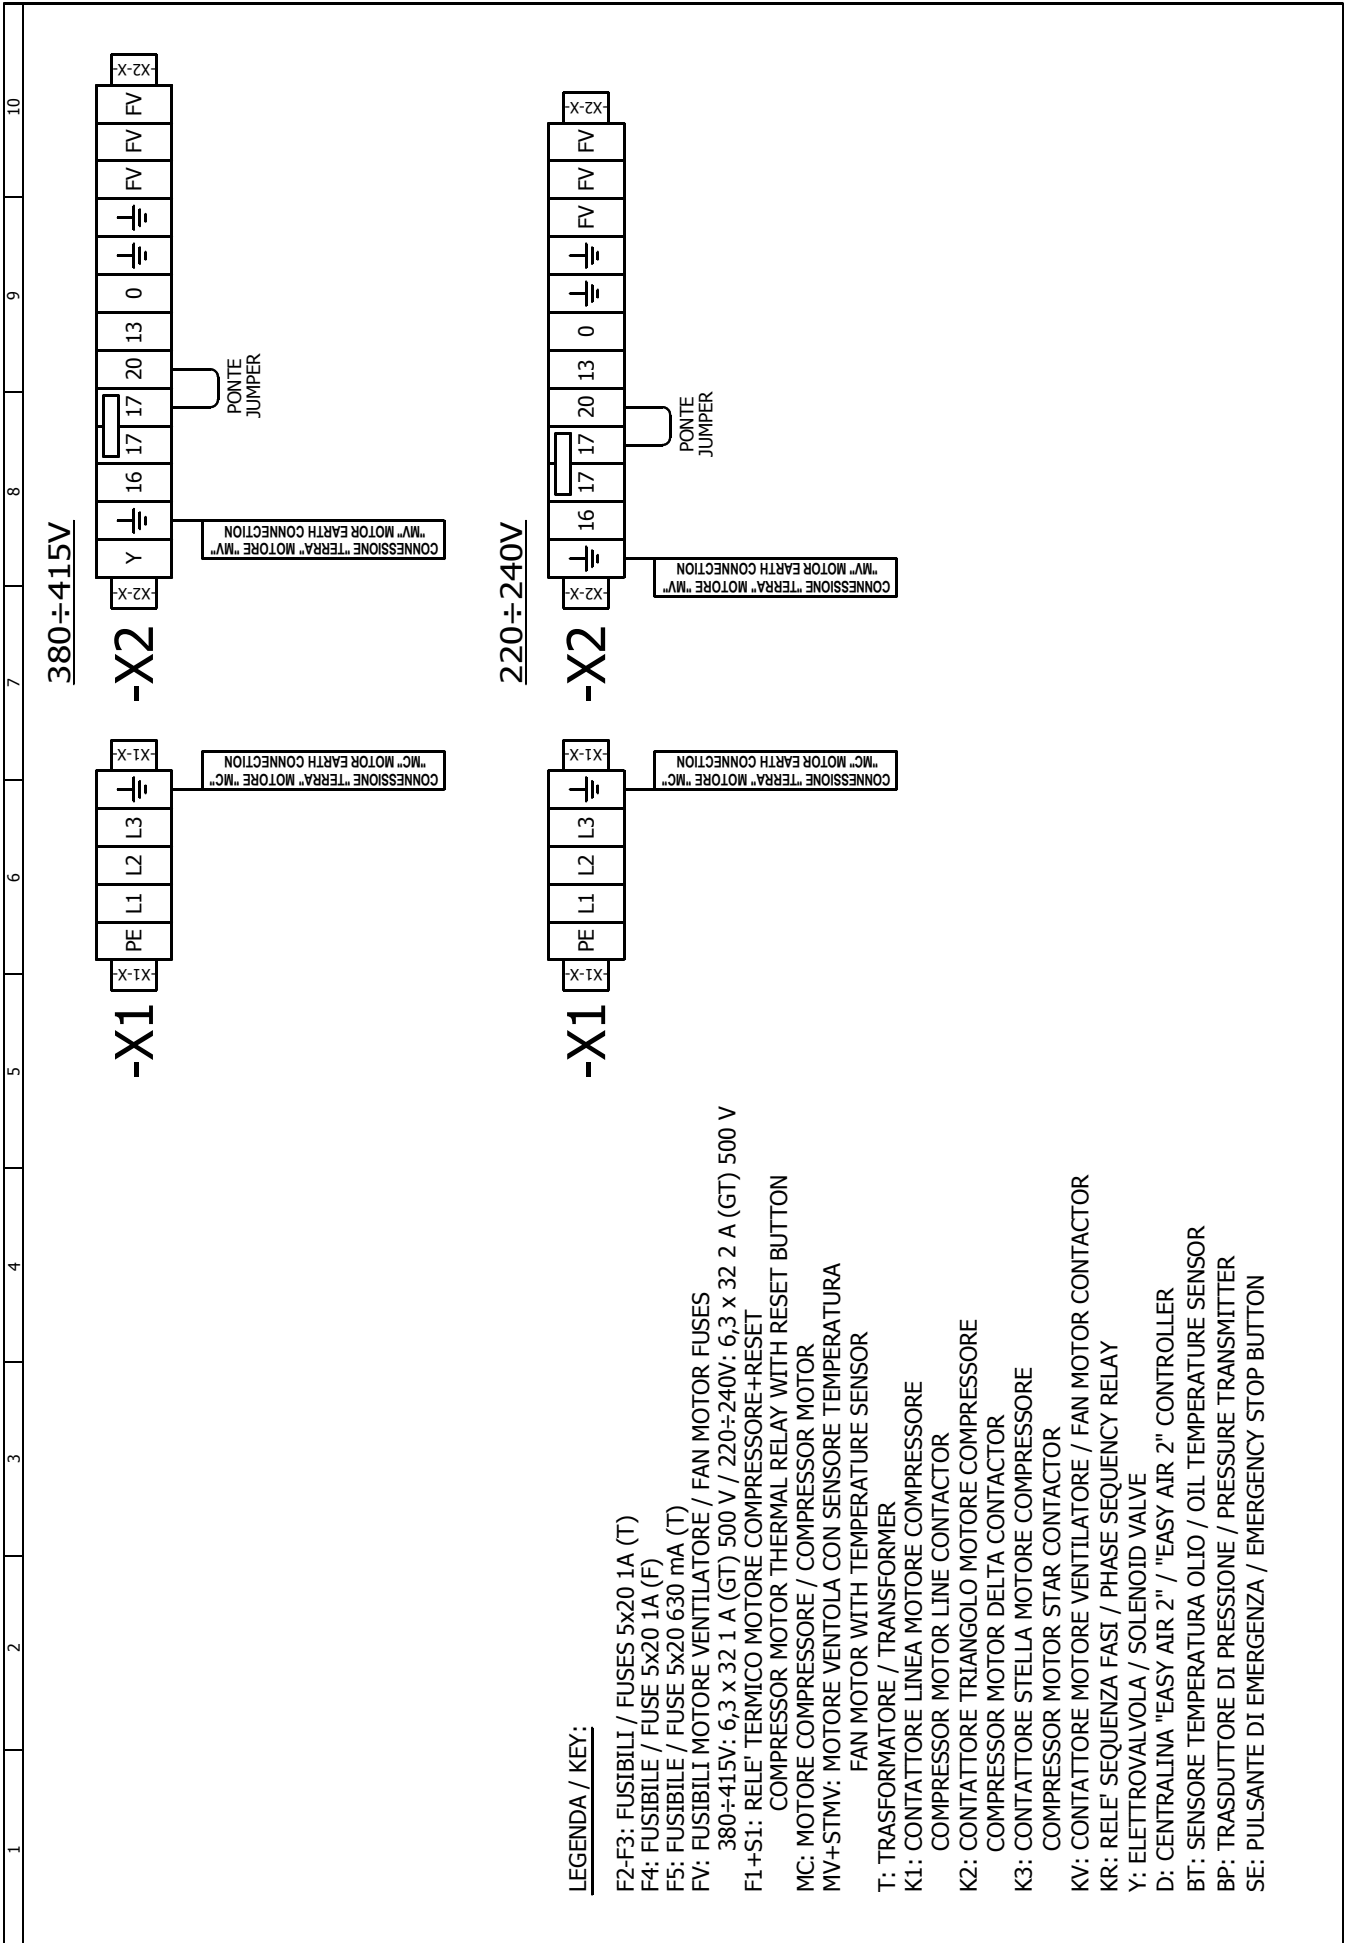 1 2 3 4 5 6 7 8 9 10
380÷415V
-X1
-X1-X-
PE L1 L2 L3
-X1-X-
CONNESSIONE "TERRA" MOTORE "MC"
"MC" MOTOR EARTH CONNECTION
-X2
-X2-X-
Y 16 17 17 20 13 0 FV FV FV
-X2-X-
CONNESSIONE "TERRA" MOTORE "MV"
"MV" MOTOR EARTH CONNECTION
PONTE
JUMPER
220÷240V
-X1
-X1-X-
PE L1 L2 L3
-X1-X-
CONNESSIONE "TERRA" MOTORE "MC"
"MC" MOTOR EARTH CONNECTION
-X2
-X2-X-
16 17 17 20 13 0 FV FV FV
-X2-X-
CONNESSIONE "TERRA" MOTORE "MV"
"MV" MOTOR EARTH CONNECTION
PONTE
JUMPER
LEGENDA / KEY:
F2-F3: FUSIBILI / FUSES 5x20 1A (T)
F4: FUSIBILE / FUSE 5x20 1A (F)
F5: FUSIBILE / FUSE 5x20 630 mA (T)
FV: FUSIBILI MOTORE VENTILATORE / FAN MOTOR FUSES
380÷415V: 6,3 x 32 1 A (GT) 500 V / 220÷240V: 6,3 x 32 2 A (GT) 500 V
F1+S1: RELE' TERMICO MOTORE COMPRESSORE+RESET
COMPRESSOR MOTOR THERMAL RELAY WITH RESET BUTTON
MC: MOTORE COMPRESSORE / COMPRESSOR MOTOR
MV+STMV: MOTORE VENTOLA CON SENSORE TEMPERATURA
FAN MOTOR WITH TEMPERATURE SENSOR
T: TRASFORMATORE / TRANSFORMER
K1: CONTATTORE LINEA MOTORE COMPRESSORE
COMPRESSOR MOTOR LINE CONTACTOR
K2: CONTATTORE TRIANGOLO MOTORE COMPRESSORE
COMPRESSOR MOTOR DELTA CONTACTOR
K3: CONTATTORE STELLA MOTORE COMPRESSORE
COMPRESSOR MOTOR STAR CONTACTOR
KV: CONTATTORE MOTORE VENTILATORE / FAN MOTOR CONTACTOR
KR: RELE' SEQUENZA FASI / PHASE SEQUENCY RELAY
Y: ELETTROVALVOLA / SOLENOID VALVE
D: CENTRALINA "EASY AIR 2" / "EASY AIR 2" CONTROLLER
BT: SENSORE TEMPERATURA OLIO / OIL TEMPERATURE SENSOR
BP: TRASDUTTORE DI PRESSIONE / PRESSURE TRANSMITTER
SE: PULSANTE DI EMERGENZA / EMERGENCY STOP BUTTON